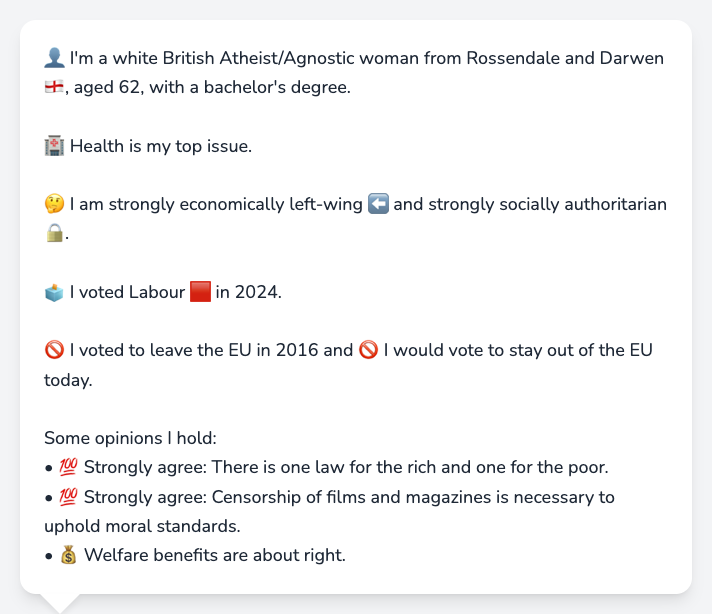 👤 I'm a white British Atheist/Agnostic woman from Rossendale and Darwen
🏴󠁧󠁢󠁥󠁮󠁧󠁿, aged 62, with a bachelor's degree.
🏥 Health is my top issue.
🤔 I am strongly economically left-wing ⬅️ and strongly socially authoritarian
🔒.
🗳️ I voted Labour 🟥 in 2024.
🚫 I voted to leave the EU in 2016 and 🚫 I would vote to stay out of the EU
today.
Some opinions I hold:
• 💯 Strongly agree: There is one law for the rich and one for the poor.
• 💯 Strongly agree: Censorship of films and magazines is necessary to
uphold moral standards.
• 💰 Welfare benefits are about right.